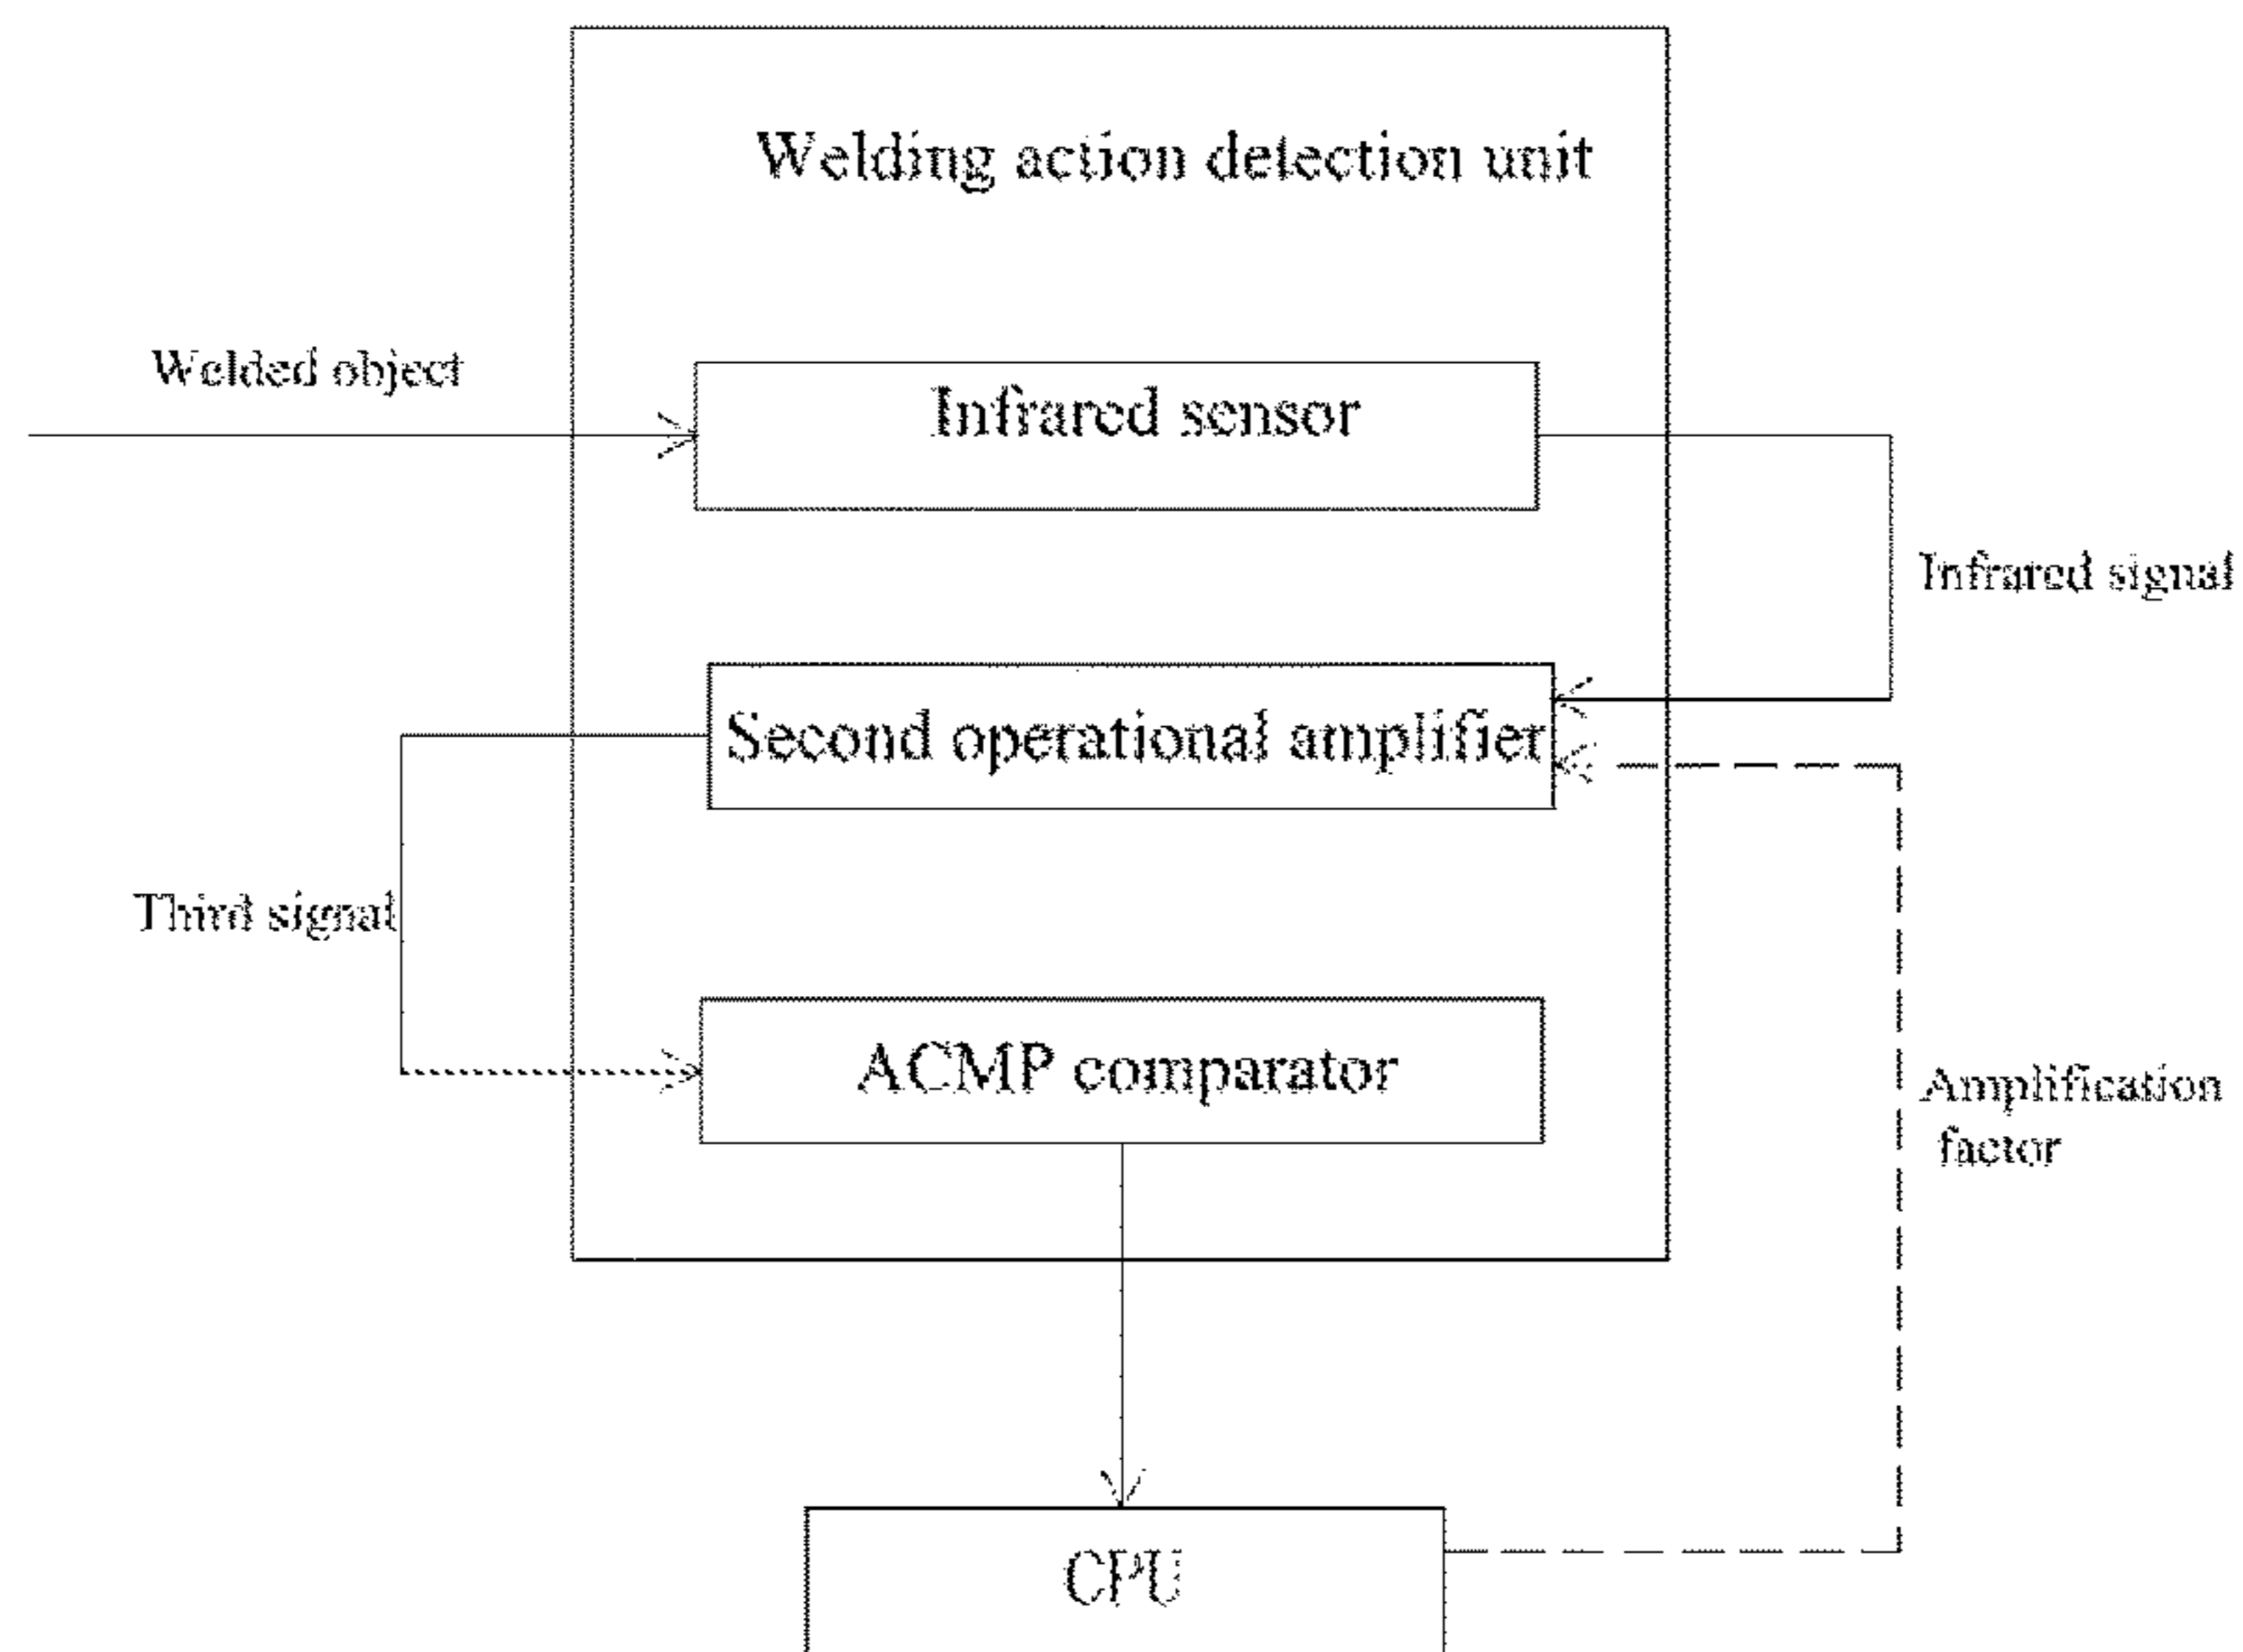 Welding action detection unit
Welded object
Infrared sensor
Infrared signal
Second operational amplifier
Third signal
ACMP comparator
Amplification
factor
CPU